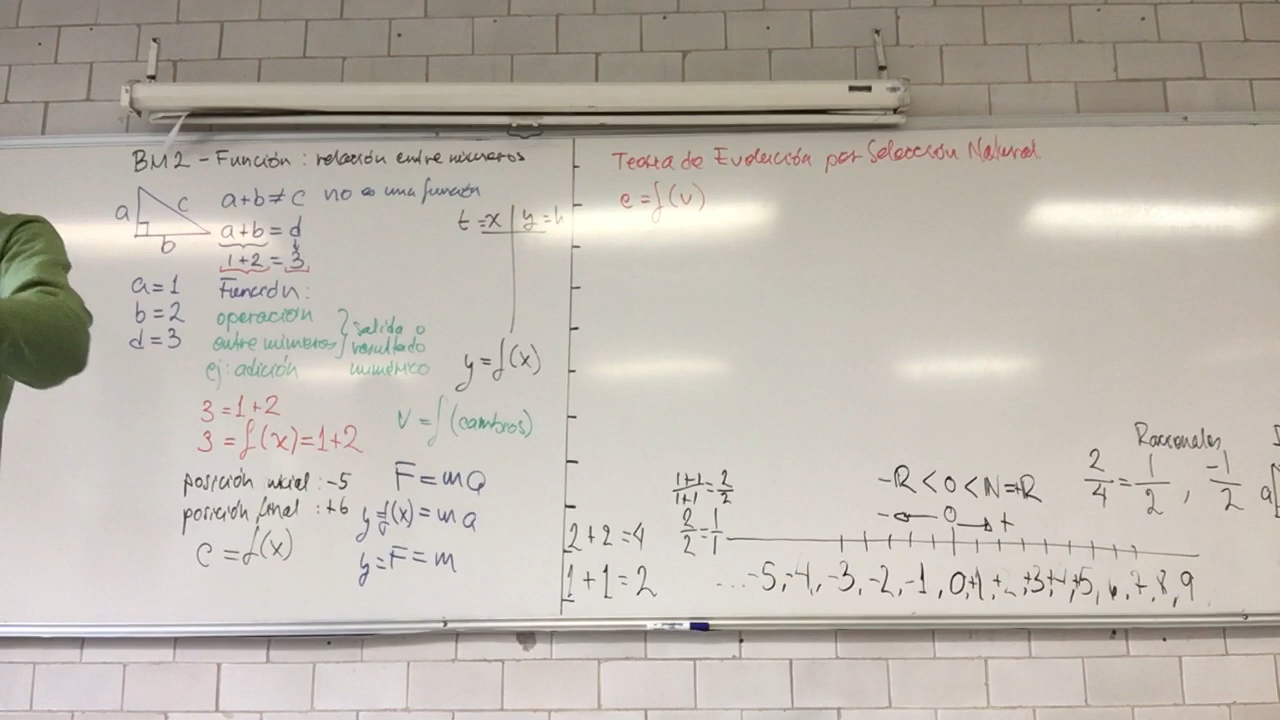 BM2 - Función: relación entre números
a c b
a+b≠c no es una función
a+b=d
1+2=3
t=x | y=h
a=1 Función:
b=2 operación
d=3 entre números } salida o resultado numérico
ej: adición
y=f(x)
3=1+2
3=f(x)=1+2
v=f(cambios)
posición inicial: -5
posición final: +6
e=f(x)
F=ma
y f(x)=ma
y=F=m
Teoría de Evolución por Selección Natural
e=f(v)
1+1/1+1=2/2
2/2=1/1
2+2=4
1+1=2
-R<0<N=+R
- ← 0 → +
...-5,-4,-3,-2,-1,0,+1,+2,+3,+4,+5,6,7,8,9
Racionales
2/4=1/2, -1/2
a